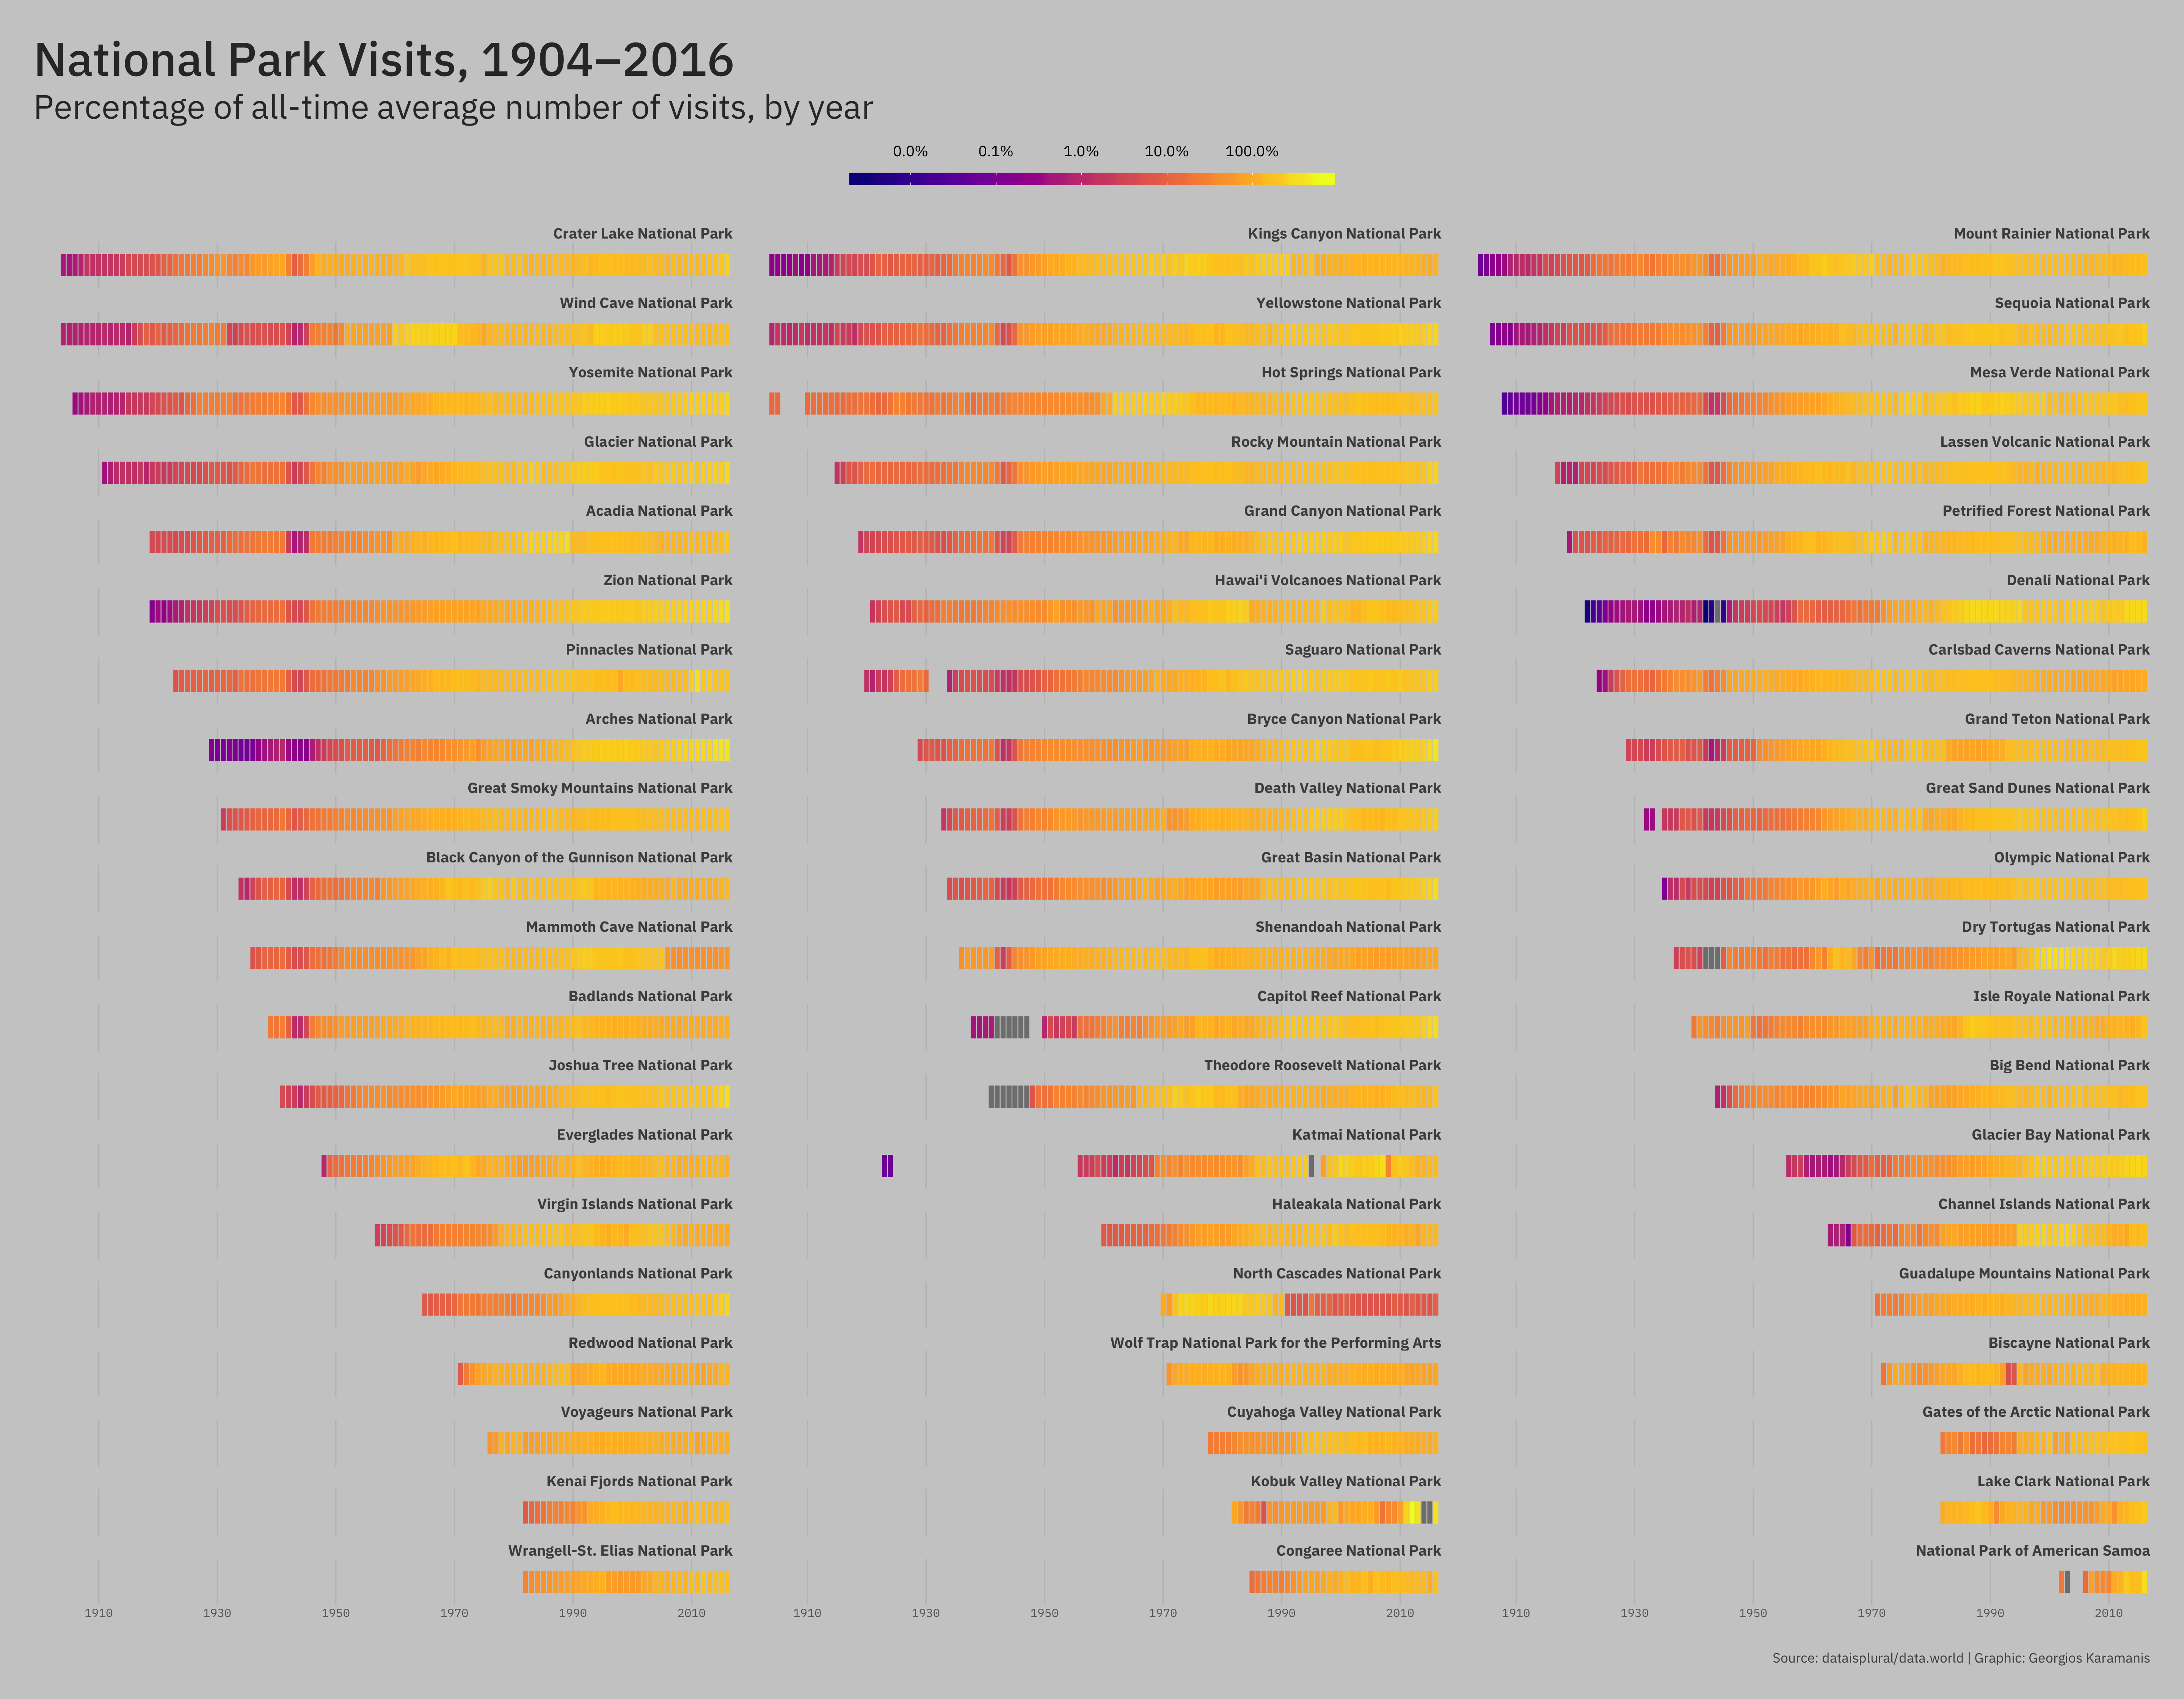 National Park Visits, 1904–2016
Percentage of all-time average number of visits, by year
0.0% 0.1% 1.0% 10.0% 100.0%
Crater Lake National Park Kings Canyon National Park Mount Rainier National Park
Wind Cave National Park Yellowstone National Park Sequoia National Park
Yosemite National Park Hot Springs National Park Mesa Verde National Park
Glacier National Park Rocky Mountain National Park Lassen Volcanic National Park
Acadia National Park Grand Canyon National Park Petrified Forest National Park
Zion National Park Hawai'i Volcanoes National Park Denali National Park
Pinnacles National Park Saguaro National Park Carlsbad Caverns National Park
Arches National Park Bryce Canyon National Park Grand Teton National Park
Great Smoky Mountains National Park Death Valley National Park Great Sand Dunes National Park
Black Canyon of the Gunnison National Park Great Basin National Park Olympic National Park
Mammoth Cave National Park Shenandoah National Park Dry Tortugas National Park
Badlands National Park Capitol Reef National Park Isle Royale National Park
Joshua Tree National Park Theodore Roosevelt National Park Big Bend National Park
Everglades National Park Katmai National Park Glacier Bay National Park
Virgin Islands National Park Haleakala National Park Channel Islands National Park
Canyonlands National Park North Cascades National Park Guadalupe Mountains National Park
Redwood National Park Wolf Trap National Park for the Performing Arts Biscayne National Park
Voyageurs National Park Cuyahoga Valley National Park Gates of the Arctic National Park
Kenai Fjords National Park Kobuk Valley National Park Lake Clark National Park
Wrangell-St. Elias National Park Congaree National Park National Park of American Samoa
1910 1930 1950 1970 1990 2010 1910 1930 1950 1970 1990 2010 1910 1930 1950 1970 1990 2010
Source: dataisplural/data.world | Graphic: Georgios Karamanis